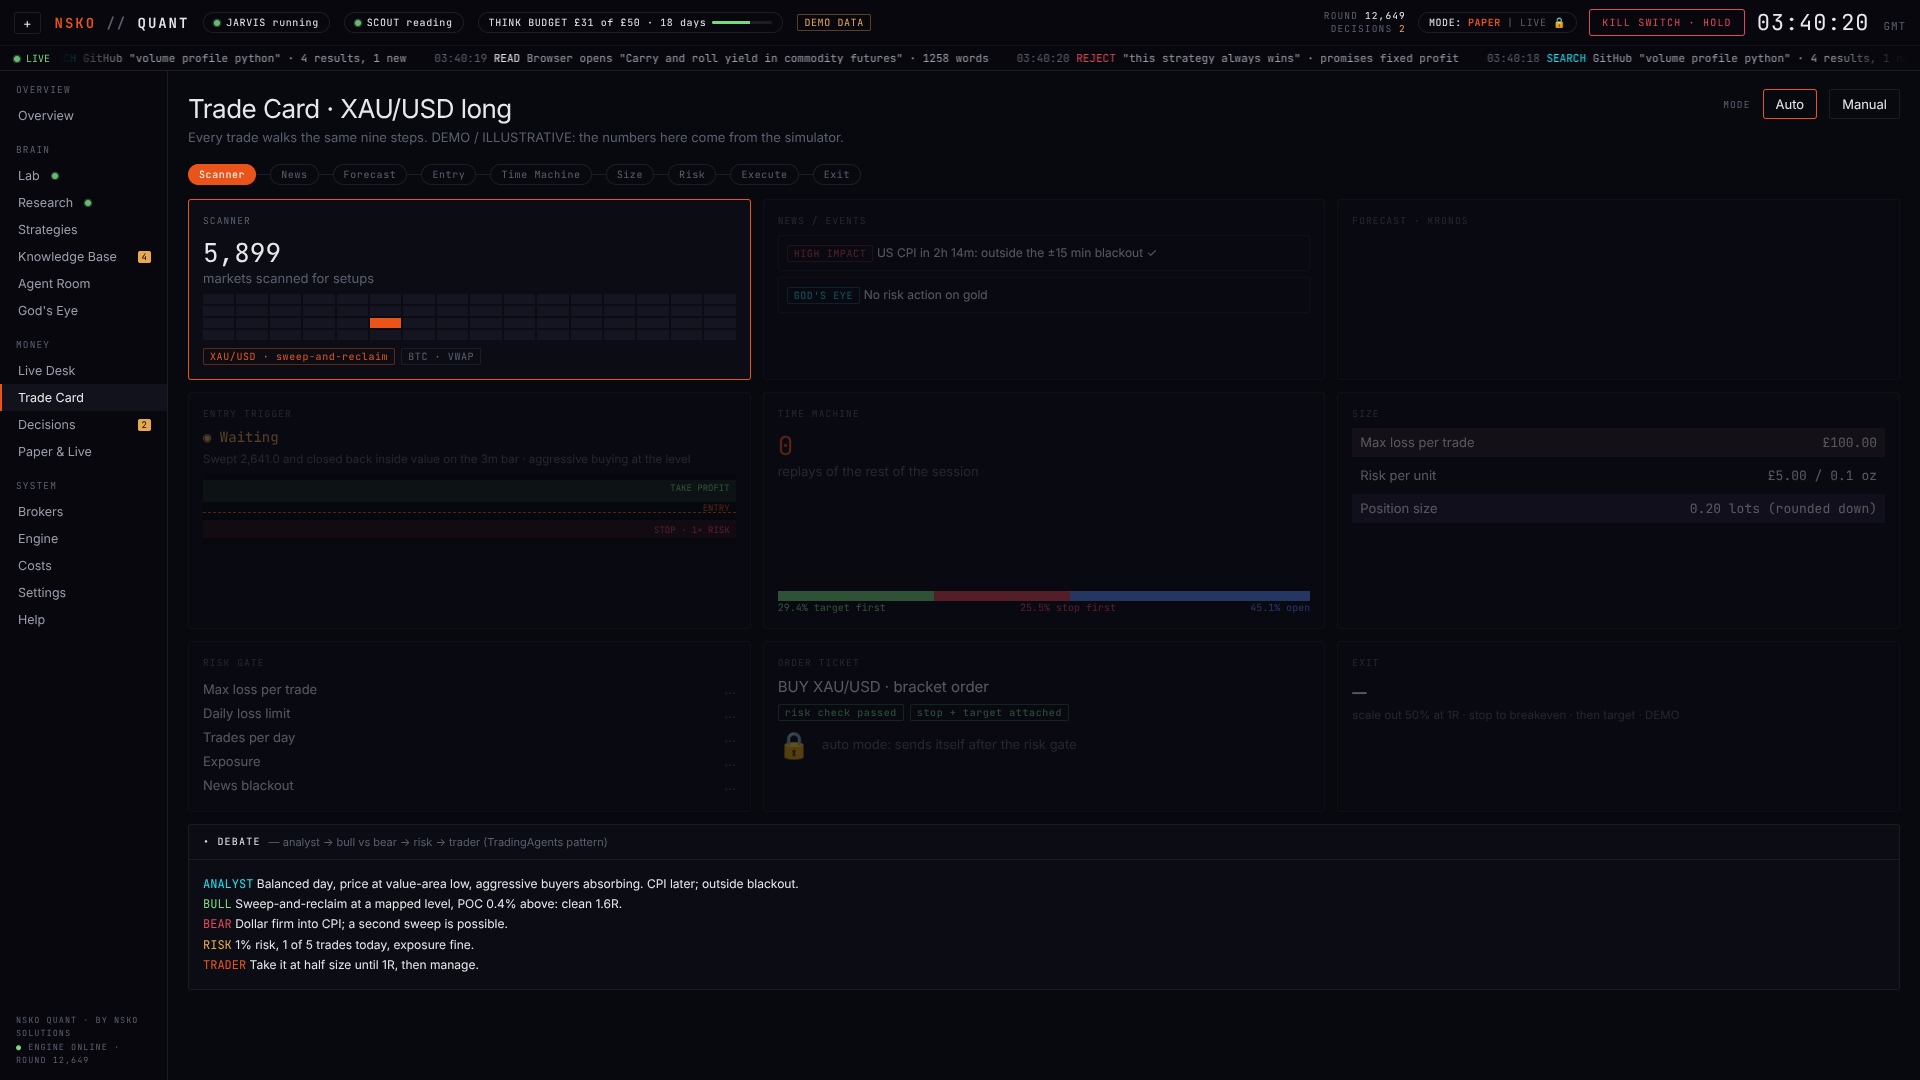 + NSKO // QUANT JARVIS running SCOUT reading THINK BUDGET £31 of £50 · 18 days DEMO DATA ROUND 12,649 DECISIONS 2 MODE: PAPER | LIVE 🔒 KILL SWITCH · HOLD 03:40:20 GMT
LIVE CH GitHub "volume profile python" · 4 results, 1 new 03:40:19 READ Browser opens "Carry and roll yield in commodity futures" · 1258 words 03:40:20 REJECT "this strategy always wins" · promises fixed profit 03:40:18 SEARCH GitHub "volume profile python" · 4 results, 1 n
OVERVIEW
Overview
BRAIN
Lab
Research
Strategies
Knowledge Base 4
Agent Room
God's Eye
MONEY
Live Desk
Trade Card
Decisions 2
Paper & Live
SYSTEM
Brokers
Engine
Costs
Settings
Help
NSKO QUANT · BY NSKO
SOLUTIONS
ENGINE ONLINE ·
ROUND 12,649
Trade Card · XAU/USD long
MODE Auto Manual
Every trade walks the same nine steps. DEMO / ILLUSTRATIVE: the numbers here come from the simulator.
Scanner News Forecast Entry Time Machine Size Risk Execute Exit
SCANNER
5,899
markets scanned for setups
XAU/USD · sweep-and-reclaim BTC · VWAP
NEWS / EVENTS
HIGH IMPACT US CPI in 2h 14m: outside the ±15 min blackout ✓
GOD'S EYE No risk action on gold
FORECAST · KRONOS
ENTRY TRIGGER
Waiting
Swept 2,641.0 and closed back inside value on the 3m bar · aggressive buying at the level
TAKE PROFIT
ENTRY
STOP · 1× RISK
TIME MACHINE
0
replays of the rest of the session
29.4% target first 25.5% stop first 45.1% open
SIZE
Max loss per trade £100.00
Risk per unit £5.00 / 0.1 oz
Position size 0.20 lots (rounded down)
RISK GATE
Max loss per trade …
Daily loss limit …
Trades per day …
Exposure …
News blackout …
ORDER TICKET
BUY XAU/USD · bracket order
risk check passed stop + target attached
🔒 auto mode: sends itself after the risk gate
EXIT
—
scale out 50% at 1R · stop to breakeven · then target · DEMO
• DEBATE — analyst → bull vs bear → risk → trader (TradingAgents pattern)
ANALYST Balanced day, price at value-area low, aggressive buyers absorbing. CPI later; outside blackout.
BULL Sweep-and-reclaim at a mapped level, POC 0.4% above: clean 1.6R.
BEAR Dollar firm into CPI; a second sweep is possible.
RISK 1% risk, 1 of 5 trades today, exposure fine.
TRADER Take it at half size until 1R, then manage.